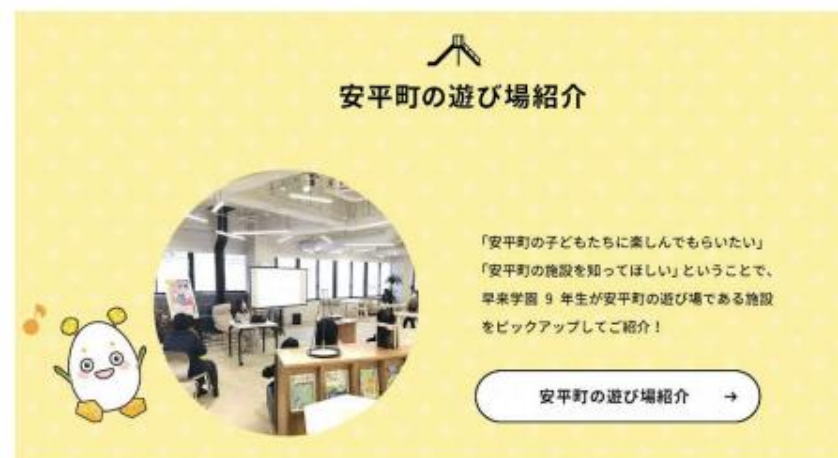 安平町の遊び場紹介
「安平町の子どもたちに楽しんでもらいたい」
「安平町の施設を知ってほしい」ということで、
早来学園 9 年生が安平町の遊び場である施設
をピックアップしてご紹介！
安平町の遊び場紹介 →